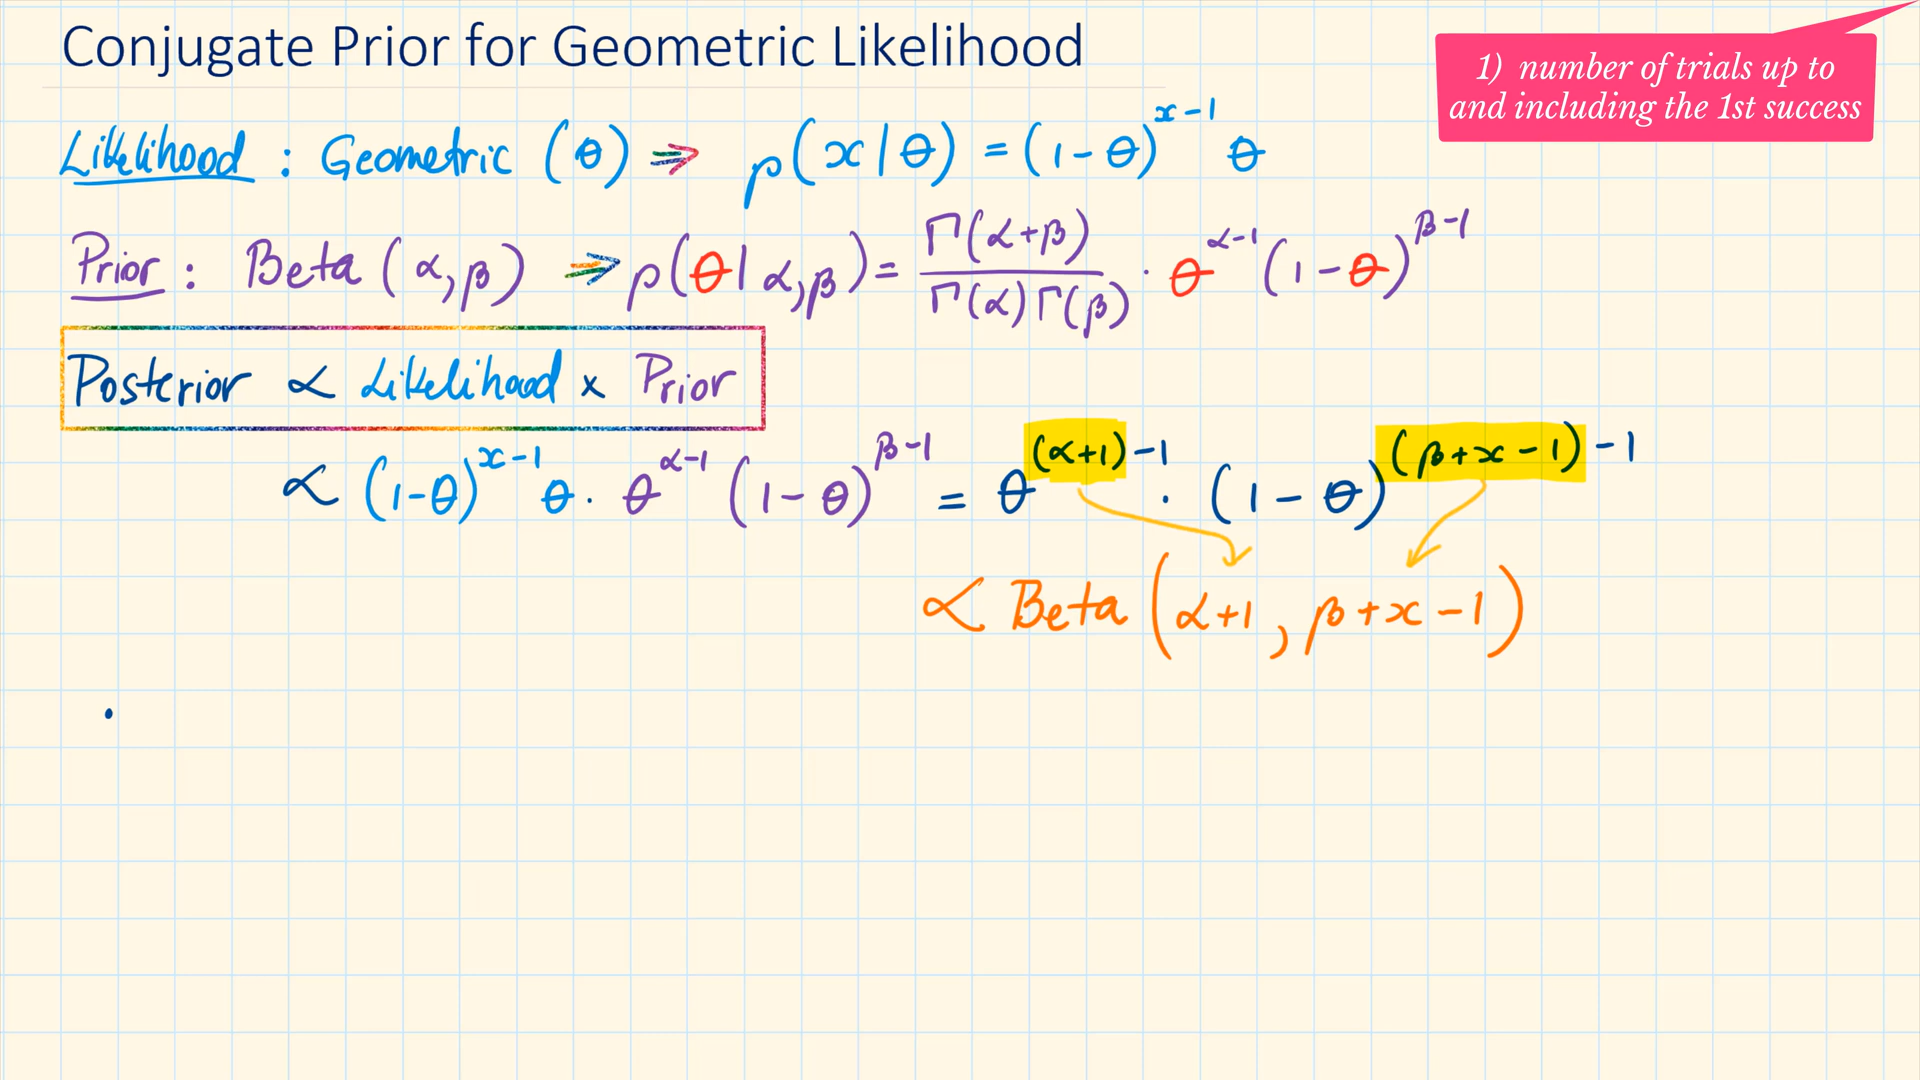 Conjugate Prior for Geometric Likelihood
1) number of trials up to
and including the 1st success
Likelihood : Geometric (θ) ⇒ p(x|θ) = (1-θ)^{x-1} θ
Prior : Beta (α,β) ⇒ p(θ|α,β) = Γ(α+β) / Γ(α)Γ(β) · θ^{α-1} (1-θ)^{β-1}
Posterior ∝ Likelihood × Prior
∝ (1-θ)^{x-1} θ · θ^{α-1} (1-θ)^{β-1} = θ^{(α+1)-1} · (1-θ)^{(β+x-1)-1}
∝ Beta (α+1, β+x-1)